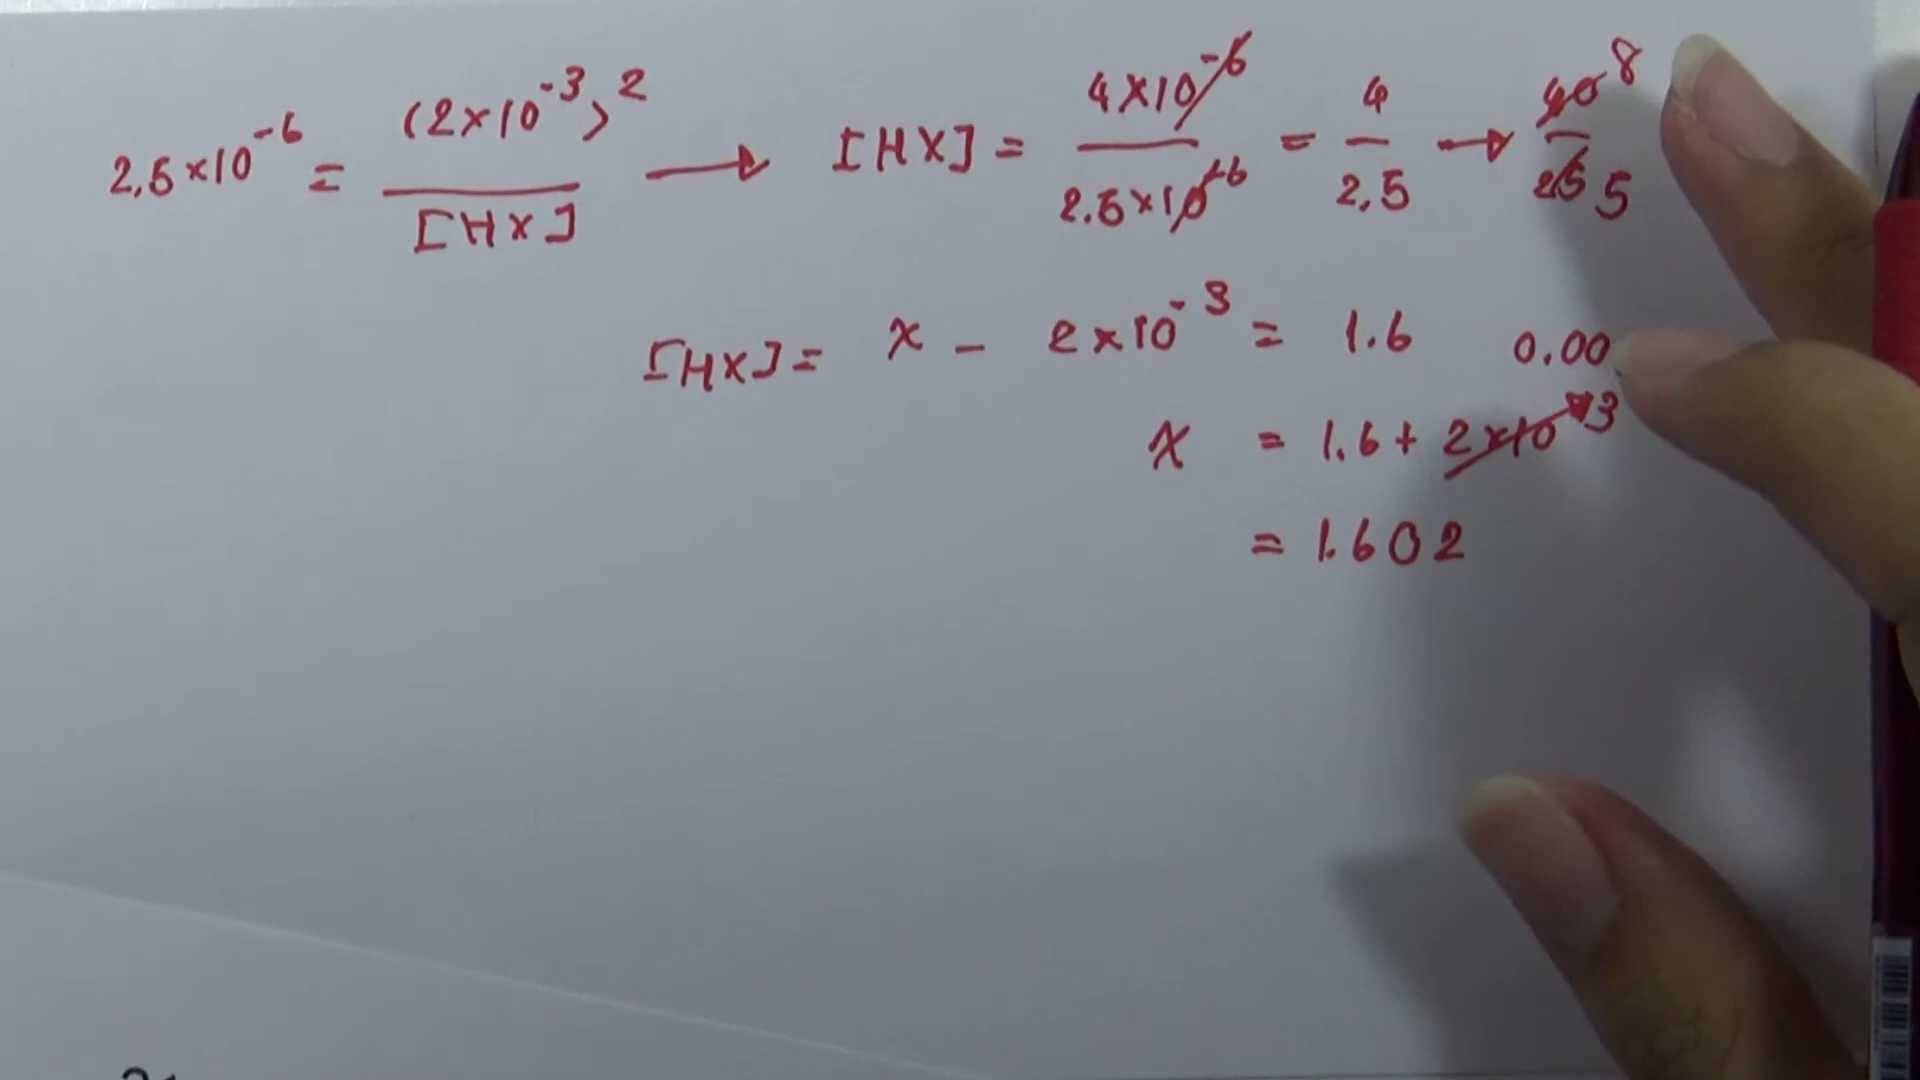 2,5×10⁻⁶ = (2×10⁻³)² / [HX] → [HX] = 4×10⁻⁶ / 2.5×10⁻⁶ = 4 / 2,5 → 40 8 / 25 5
[HX] = x - 2×10⁻³ = 1.6 0.00
x = 1.6 + 2×10⁻³
= 1.602